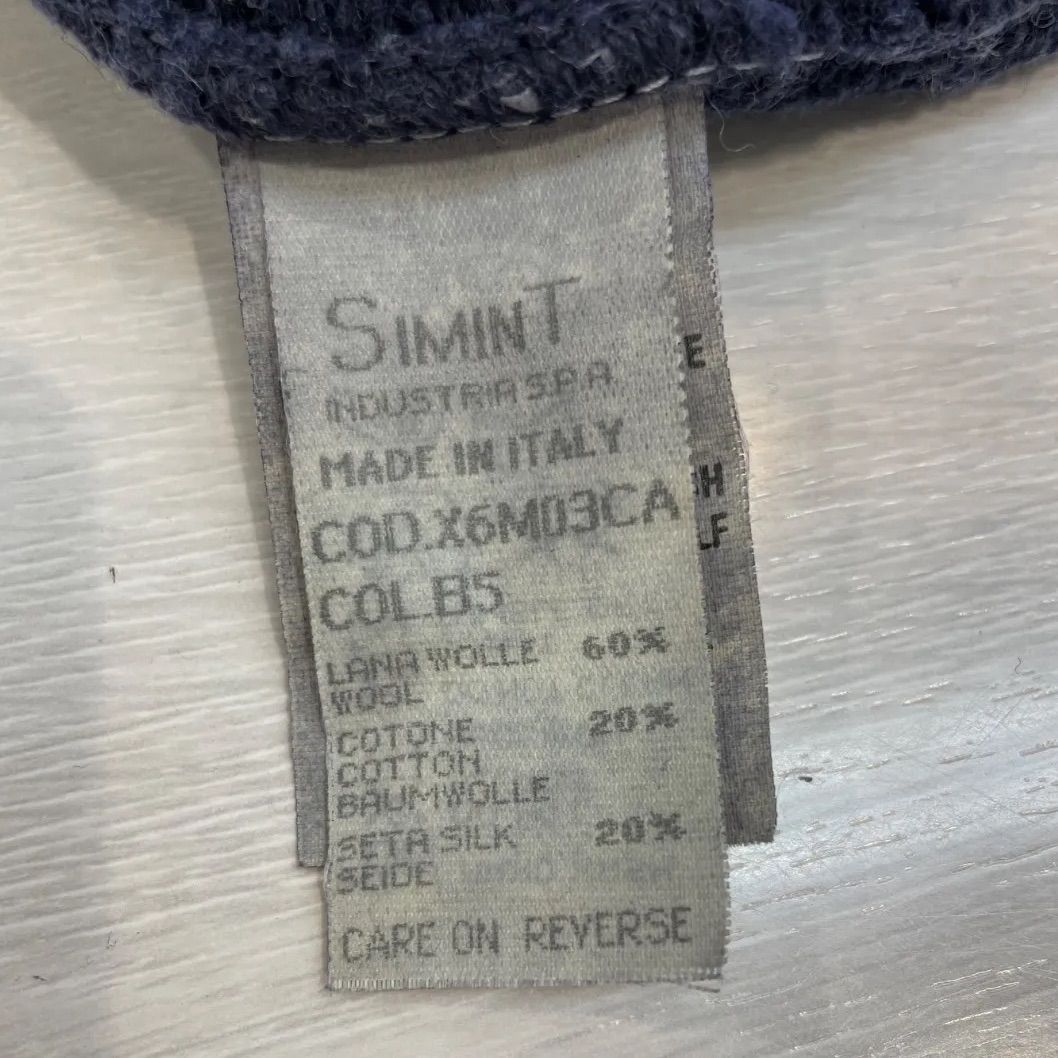 SIMINT
INDUSTRIA S.P.A.
MADE IN ITALY
COD.X6M03CA
COL.B5
LANA WOLLE 60%
WOOL
COTONE 20%
COTTON
BAUMWOLLE
SETA SILK 20%
SEIDE
CARE ON REVERSE
E
H
LF